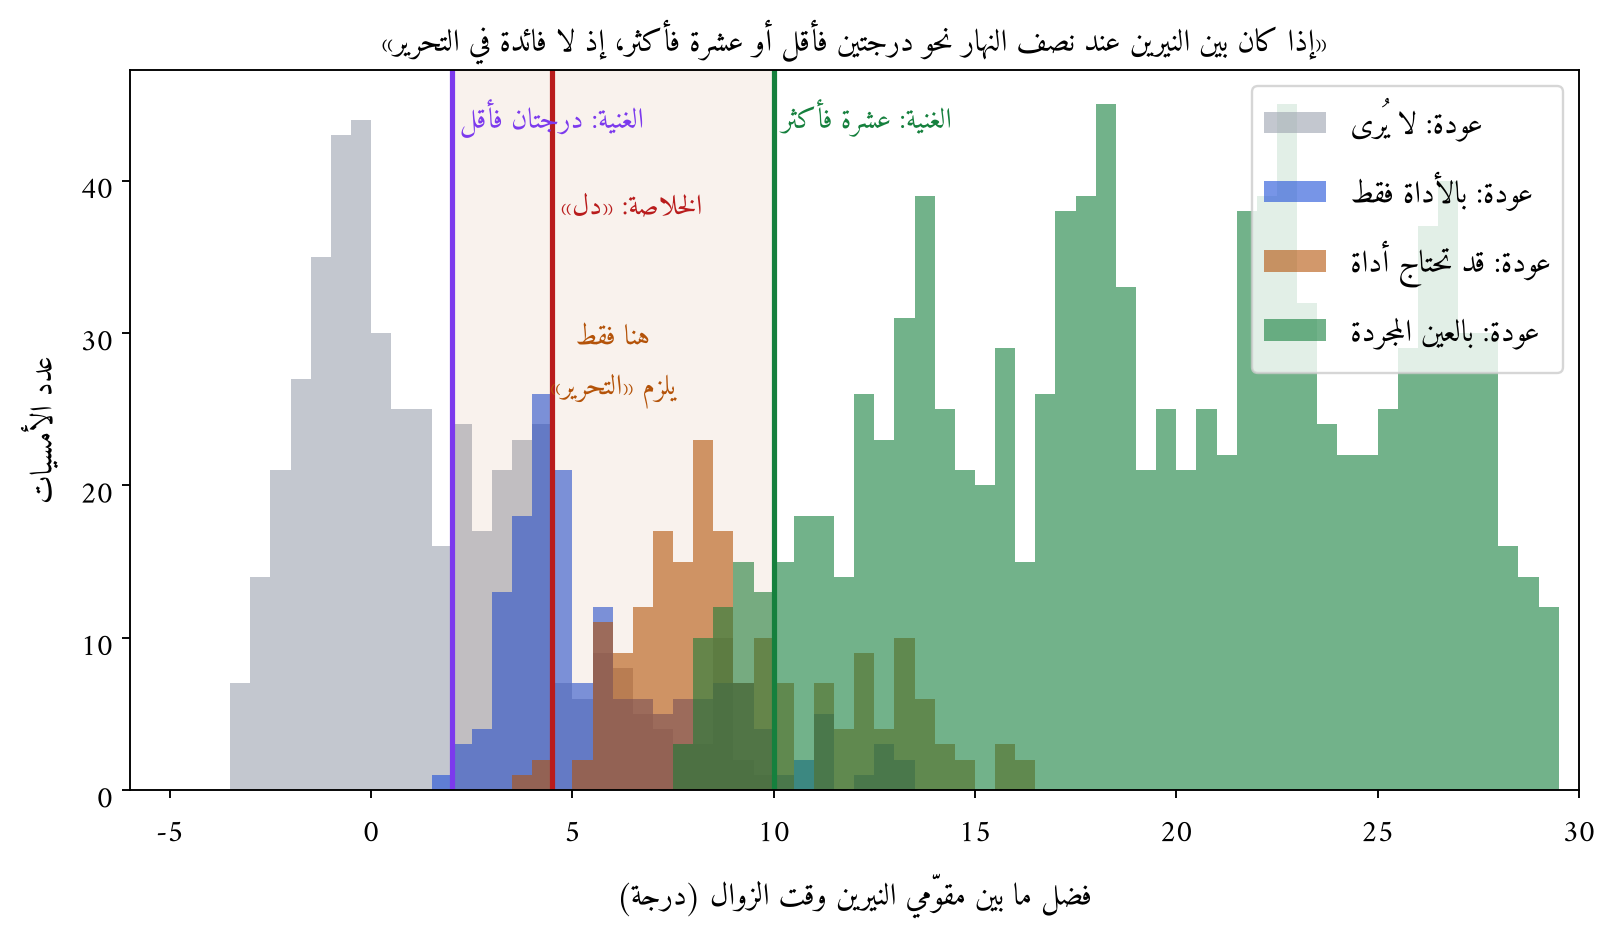 «إذا كان بين النيرين عند نصف النهار نحو درجتين فأقل أو عشرة فأكثر، إذ لا فائدة في التحرير»
الغنية: درجتان فأقل
الغنية: عشرة فأكثر
الخلاصة: «دل»
هنا فقط
يلزم «التحرير»
عودة: لا يُرى
عودة: بالأداة فقط
عودة: قد تحتاج أداة
عودة: بالعين المجردة
عدد الأمسيات
40
30
20
10
0
-5 0 5 10 15 20 25 30
فضل ما بين مقوّمي النيرين وقت الزوال (درجة)